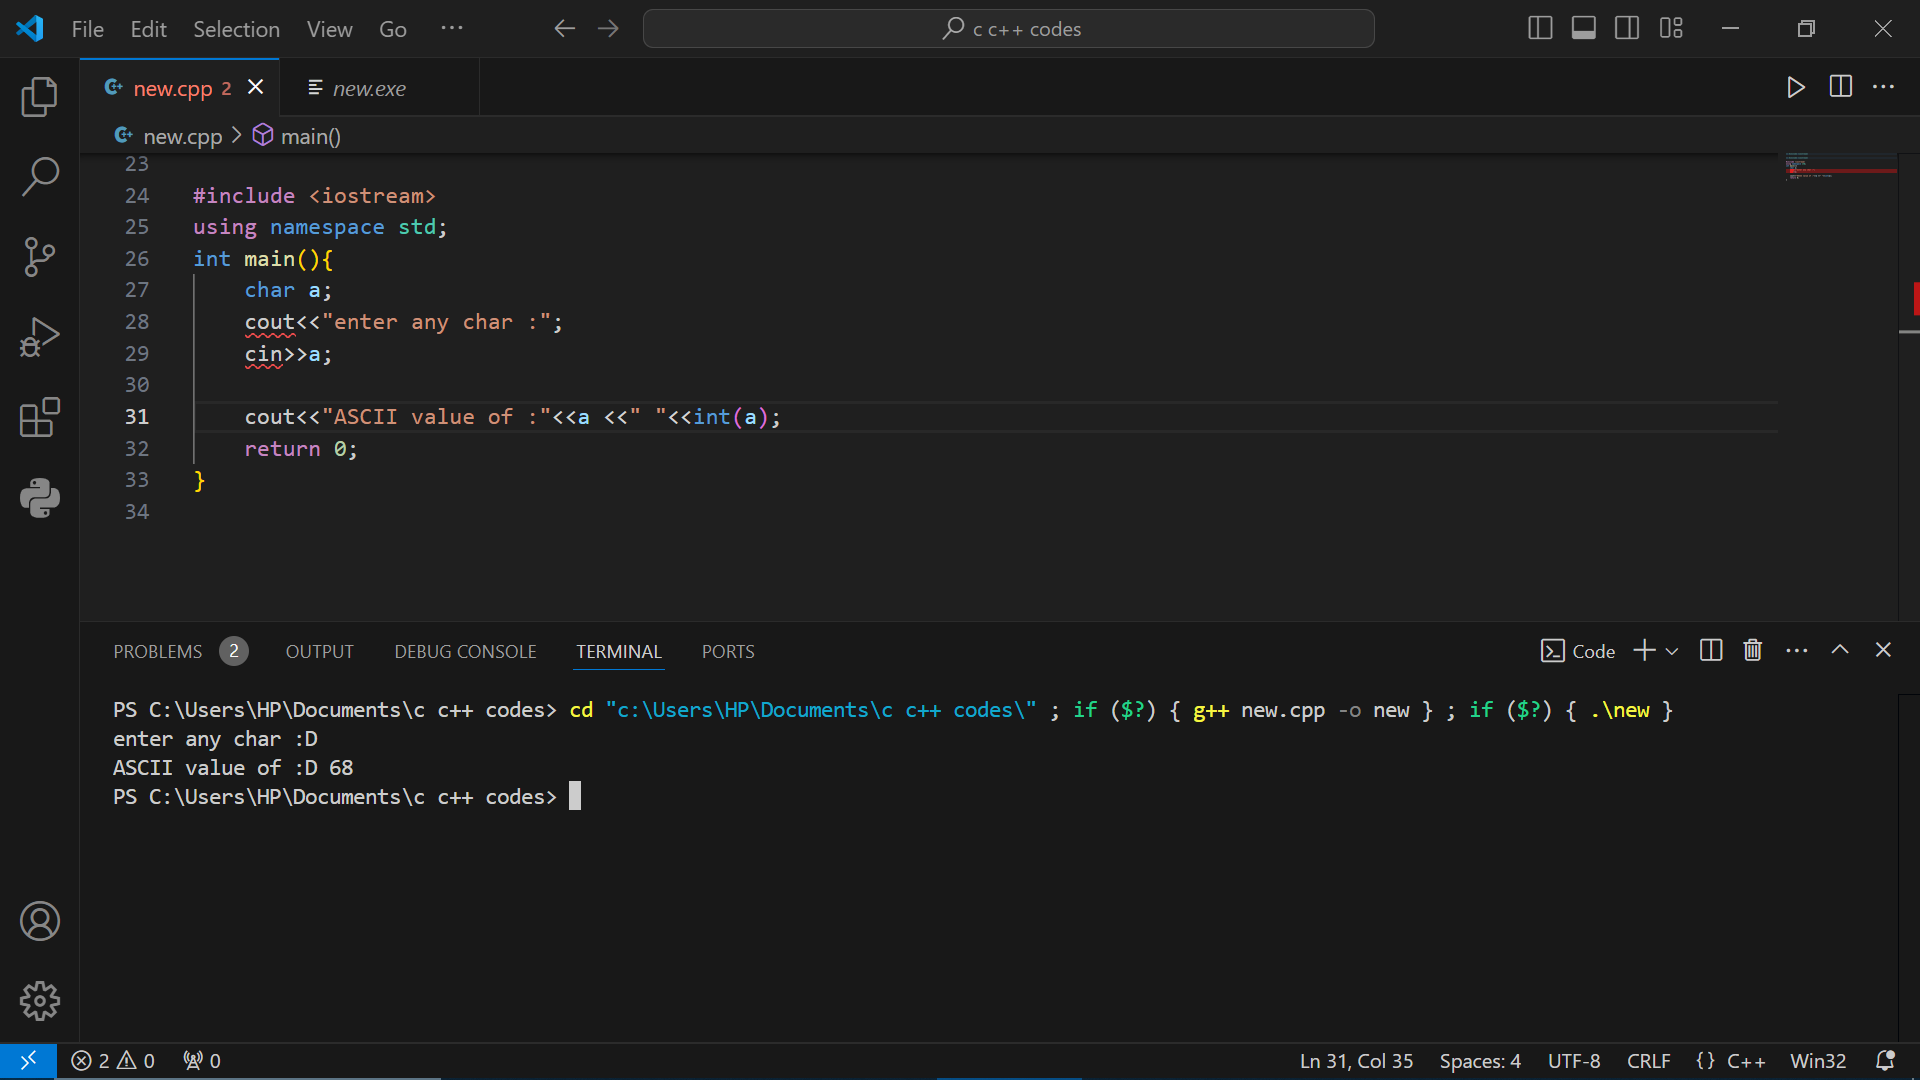 File Edit Selection View Go ··· c c++ codes
new.cpp 2 new.exe
new.cpp > main()
23
24 #include <iostream>
25 using namespace std;
26 int main(){
27 char a;
28 cout<<"enter any char :";
29 cin>>a;
30
31 cout<<"ASCII value of :"<<a <<" "<<int(a);
32 return 0;
33 }
34
PROBLEMS 2 OUTPUT DEBUG CONSOLE TERMINAL PORTS Code
PS C:\Users\HP\Documents\c c++ codes> cd "c:\Users\HP\Documents\c c++ codes\" ; if ($?) { g++ new.cpp -o new } ; if ($?) { .\new }
enter any char :D
ASCII value of :D 68
PS C:\Users\HP\Documents\c c++ codes>
2 0 0 Ln 31, Col 35 Spaces: 4 UTF-8 CRLF {} C++ Win32